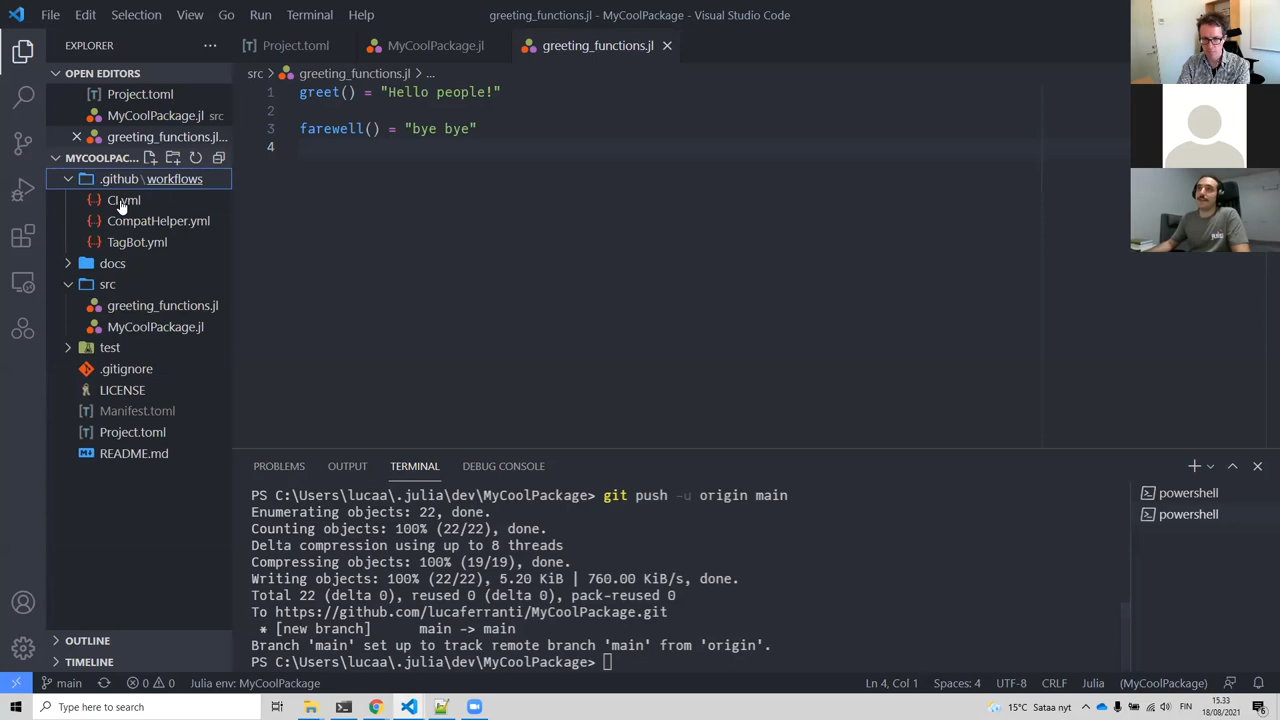 File Edit Selection View Go Run Terminal Help
greeting_functions.jl - MyCoolPackage - Visual Studio Code
EXPLORER
Project.toml
MyCoolPackage.jl
greeting_functions.jl
OPEN EDITORS
Project.toml
MyCoolPackage.jl src
greeting_functions.jl...
MYCOOLPAC...
.github\workflows
CI.yml
CompatHelper.yml
TagBot.yml
docs
src
greeting_functions.jl
MyCoolPackage.jl
test
.gitignore
LICENSE
Manifest.toml
Project.toml
README.md
OUTLINE
TIMELINE
src > greeting_functions.jl > ...
1 greet() = "Hello people!"
2
3 farewell() = "bye bye"
4
PROBLEMS OUTPUT TERMINAL DEBUG CONSOLE
PS C:\Users\lucaa\.julia\dev\MyCoolPackage> git push -u origin main
Enumerating objects: 22, done.
Counting objects: 100% (22/22), done.
Delta compression using up to 8 threads
Compressing objects: 100% (19/19), done.
Writing objects: 100% (22/22), 5.20 KiB | 760.00 KiB/s, done.
Total 22 (delta 0), reused 0 (delta 0), pack-reused 0
To https://github.com/lucaferranti/MyCoolPackage.git
* [new branch] main -> main
Branch 'main' set up to track remote branch 'main' from 'origin'.
PS C:\Users\lucaa\.julia\dev\MyCoolPackage>
powershell
powershell
main 0 0 Julia env: MyCoolPackage
Ln 4, Col 1 Spaces: 4 UTF-8 CRLF Julia (MyCoolPackage)
Type here to search
15°C Sataa nyt FIN
15.33
18/08/2021
6